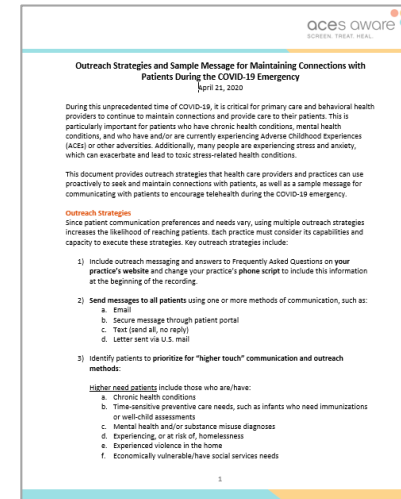 aces aware
SCREEN. TREAT. HEAL.
Outreach Strategies and Sample Message for Maintaining Connections with
Patients During the COVID-19 Emergency
April 21, 2020
During this unprecedented time of COVID-19, it is critical for primary care and behavioral health
providers to continue to maintain connections and provide care to their patients. This is
particularly important for patients who have chronic health conditions, mental health
conditions, and who have and/or are currently experiencing Adverse Childhood Experiences
(ACEs) or other adversities. Additionally, many people are experiencing stress and anxiety,
which can exacerbate and lead to toxic stress-related health conditions.
This document provides outreach strategies that health care providers and practices can use
proactively to seek and maintain connections with patients, as well as a sample message for
communicating with patients to encourage telehealth during the COVID-19 emergency.
Outreach Strategies
Since patient communication preferences and needs vary, using multiple outreach strategies
increases the likelihood of reaching patients. Each practice must consider its capabilities and
capacity to execute these strategies. Key outreach strategies include:
1) Include outreach messaging and answers to Frequently Asked Questions on your
practice's website and change your practice's phone script to include this information
at the beginning of the recording.
2) Send messages to all patients using one or more methods of communication, such as:
a. Email
b. Secure message through patient portal
c. Text (send all, no reply)
d. Letter sent via U.S. mail
3) Identify patients to prioritize for "higher touch" communication and outreach
methods:
Higher need patients include those who are/have:
a. Chronic health conditions
b. Time-sensitive preventive care needs, such as infants who need immunizations
or well-child assessments
c. Mental health and/or substance misuse diagnoses
d. Experiencing, or at risk of, homelessness
e. Experienced violence in the home
f. Economically vulnerable/have social services needs
1